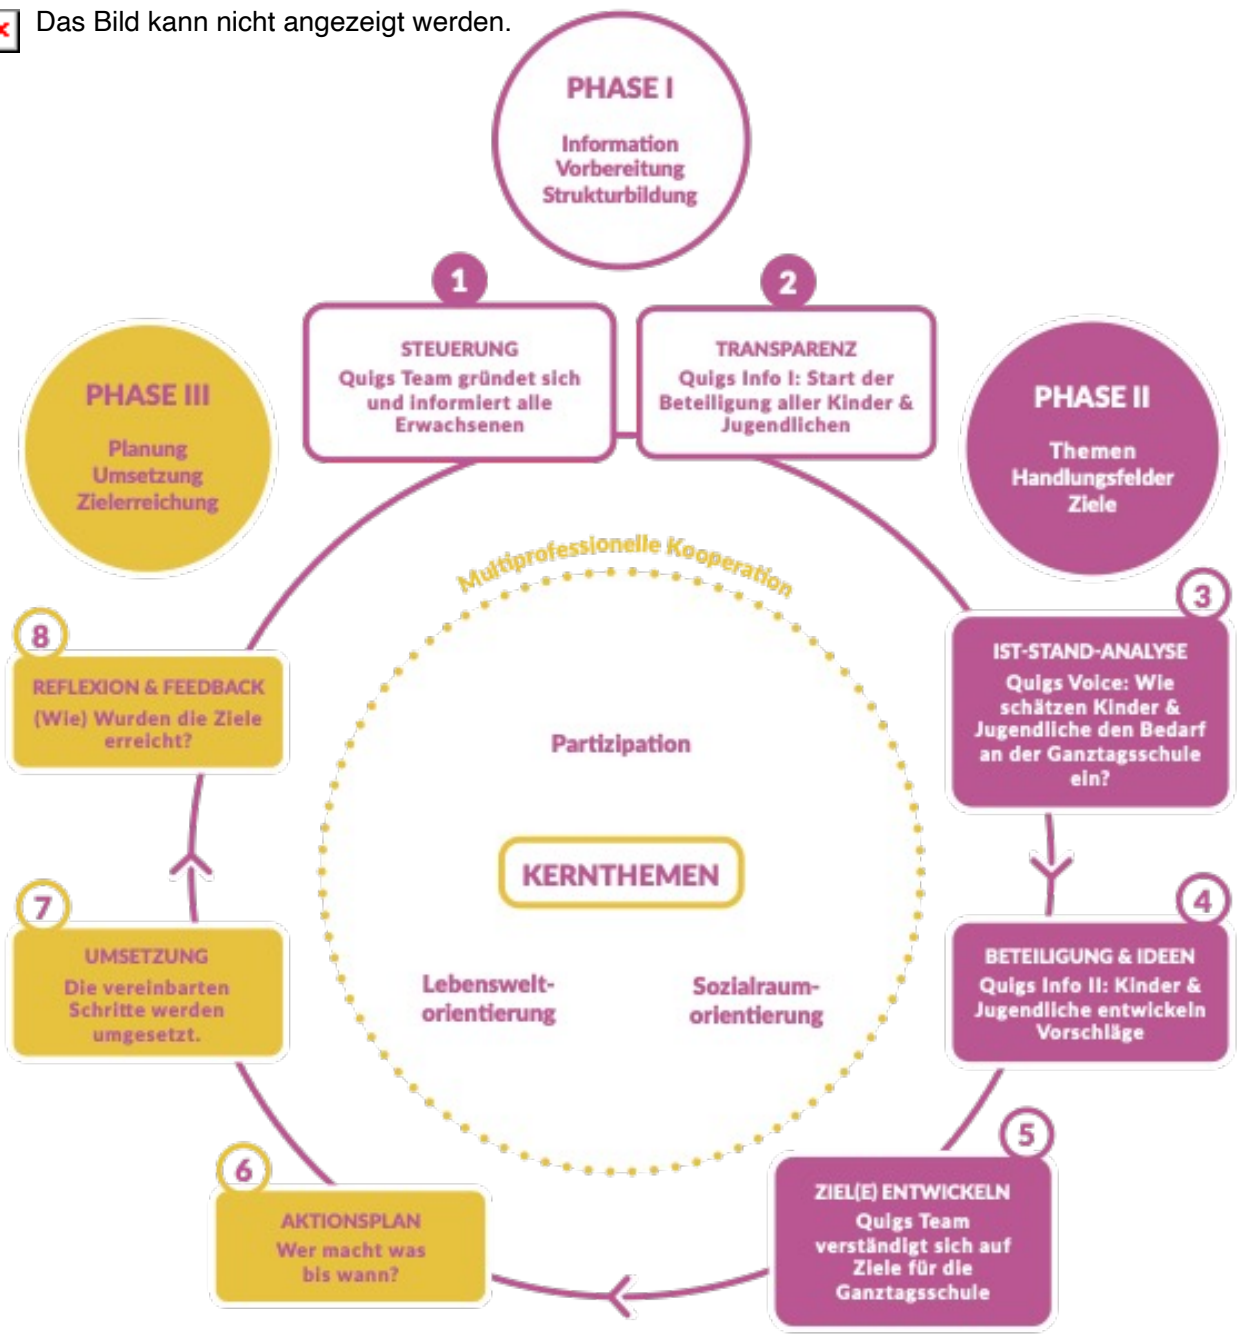 Das Bild kann nicht angezeigt werden.
PHASE I
Information
Vorbereitung
Strukturbildung
1
STEUERUNG
Quigs Team gründet sich
und informiert alle
Erwachsenen
2
TRANSPARENZ
Quigs Info I: Start der
Beteiligung aller Kinder &
Jugendlichen
PHASE II
Themen
Handlungsfelder
Ziele
3
IST-STAND-ANALYSE
Quigs Voice: Wie
schätzen Kinder &
Jugendliche den Bedarf
an der Ganztagsschule
ein?
4
BETEILIGUNG & IDEEN
Quigs Info II: Kinder &
Jugendliche entwickeln
Vorschläge
5
ZIEL(E) ENTWICKELN
Quigs Team
verständigt sich auf
Ziele für die
Ganztagsschule
PHASE III
Planung
Umsetzung
Zielerreichung
6
AKTIONSPLAN
Wer macht was
bis wann?
7
UMSETZUNG
Die vereinbarten
Schritte werden
umgesetzt.
8
REFLEXION & FEEDBACK
(Wie) Wurden die Ziele
erreicht?
Multiprofessionelle Kooperation
Partizipation
KERNTHEMEN
Lebenswelt-
orientierung
Sozialraum-
orientierung